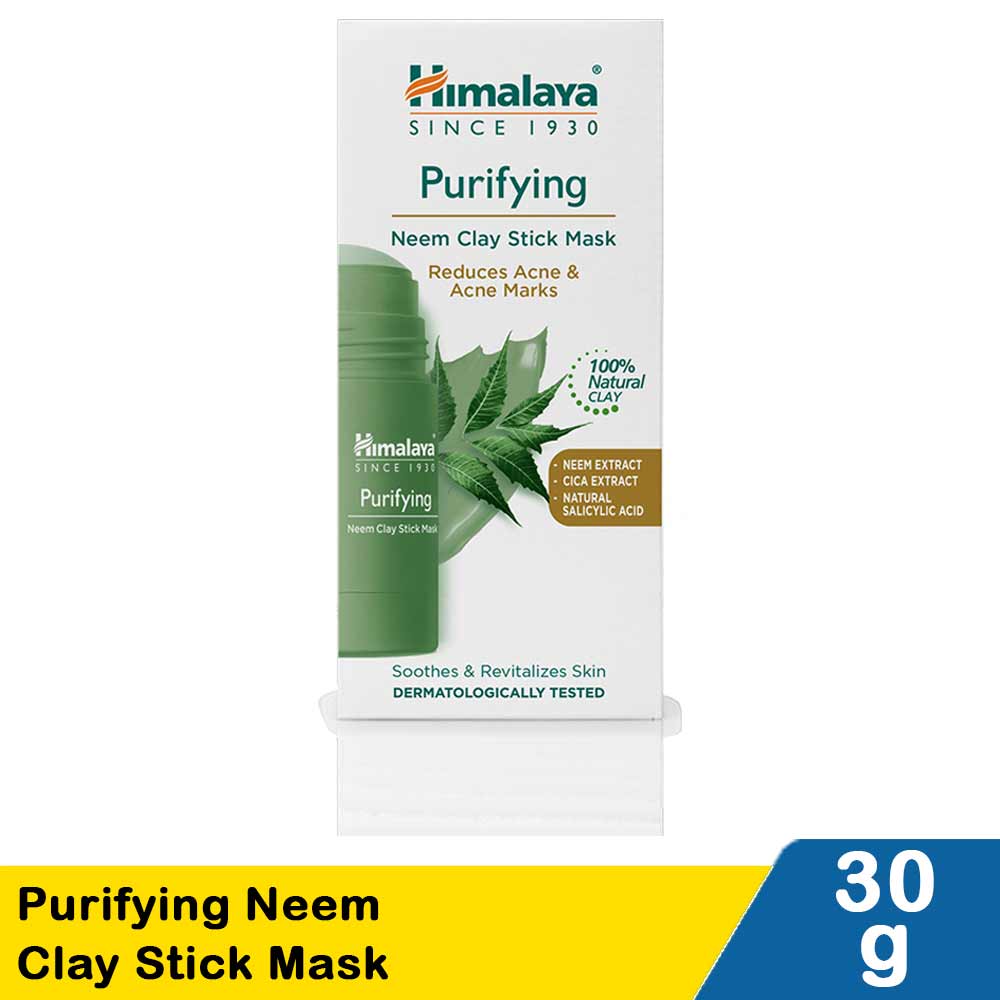 Himalaya®
SINCE 1930
Purifying
Neem Clay Stick Mask
Reduces Acne &
Acne Marks
100%
Natural
CLAY
Himalaya®
SINCE 1930
Purifying
Neem Clay Stick Mask
- NEEM EXTRACT
- CICA EXTRACT
- NATURAL
SALICYLIC ACID
Soothes & Revitalizes Skin
DERMATOLOGICALLY TESTED
Purifying Neem
Clay Stick Mask
30
g